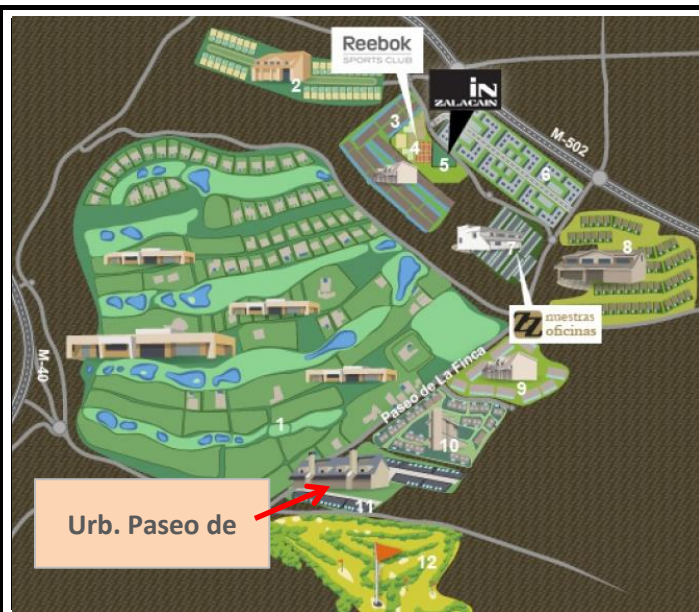 Reebok
SPORTS CLUB
2
iN
ZALACAIN
3
M-502
4
5
6
7
8
nuestras
oficinas
M-40
Paseo de La Finca
9
1
10
Urb. Paseo de
11
12